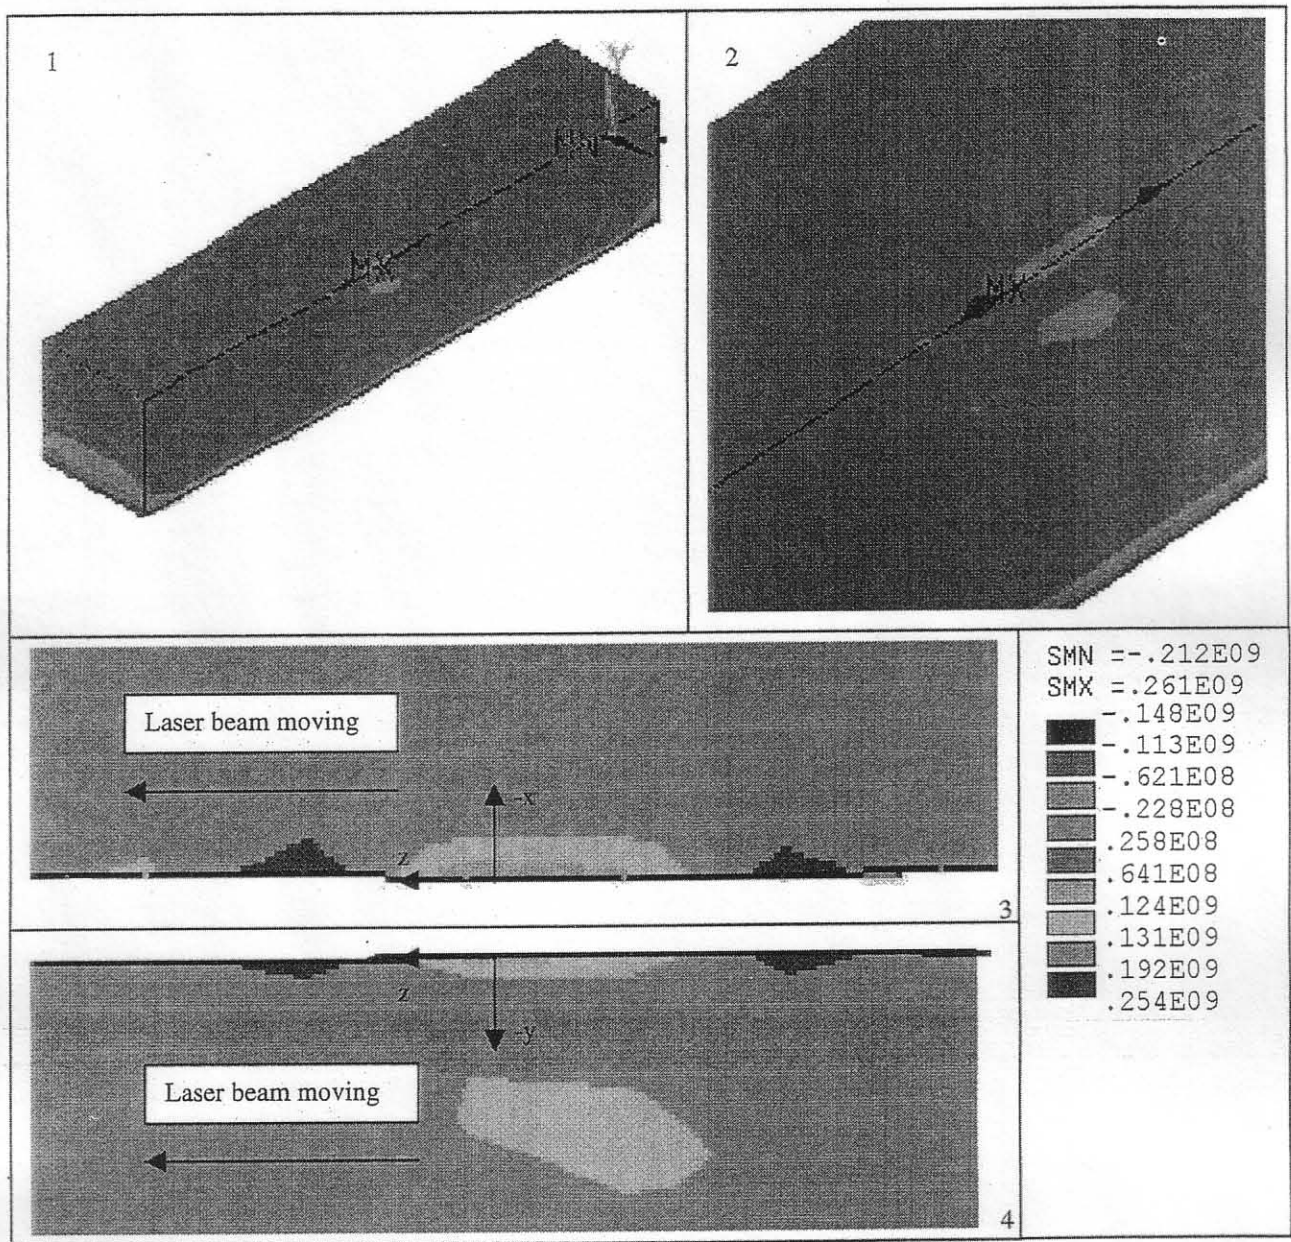 1
Y
MN
MX
2
MX
Laser beam moving
-x
z
3
z
-y
Laser beam moving
4
SMN =-.212E09
SMX =.261E09
-.148E09
-.113E09
-.621E08
-.228E08
.258E08
.641E08
.124E09
.131E09
.192E09
.254E09